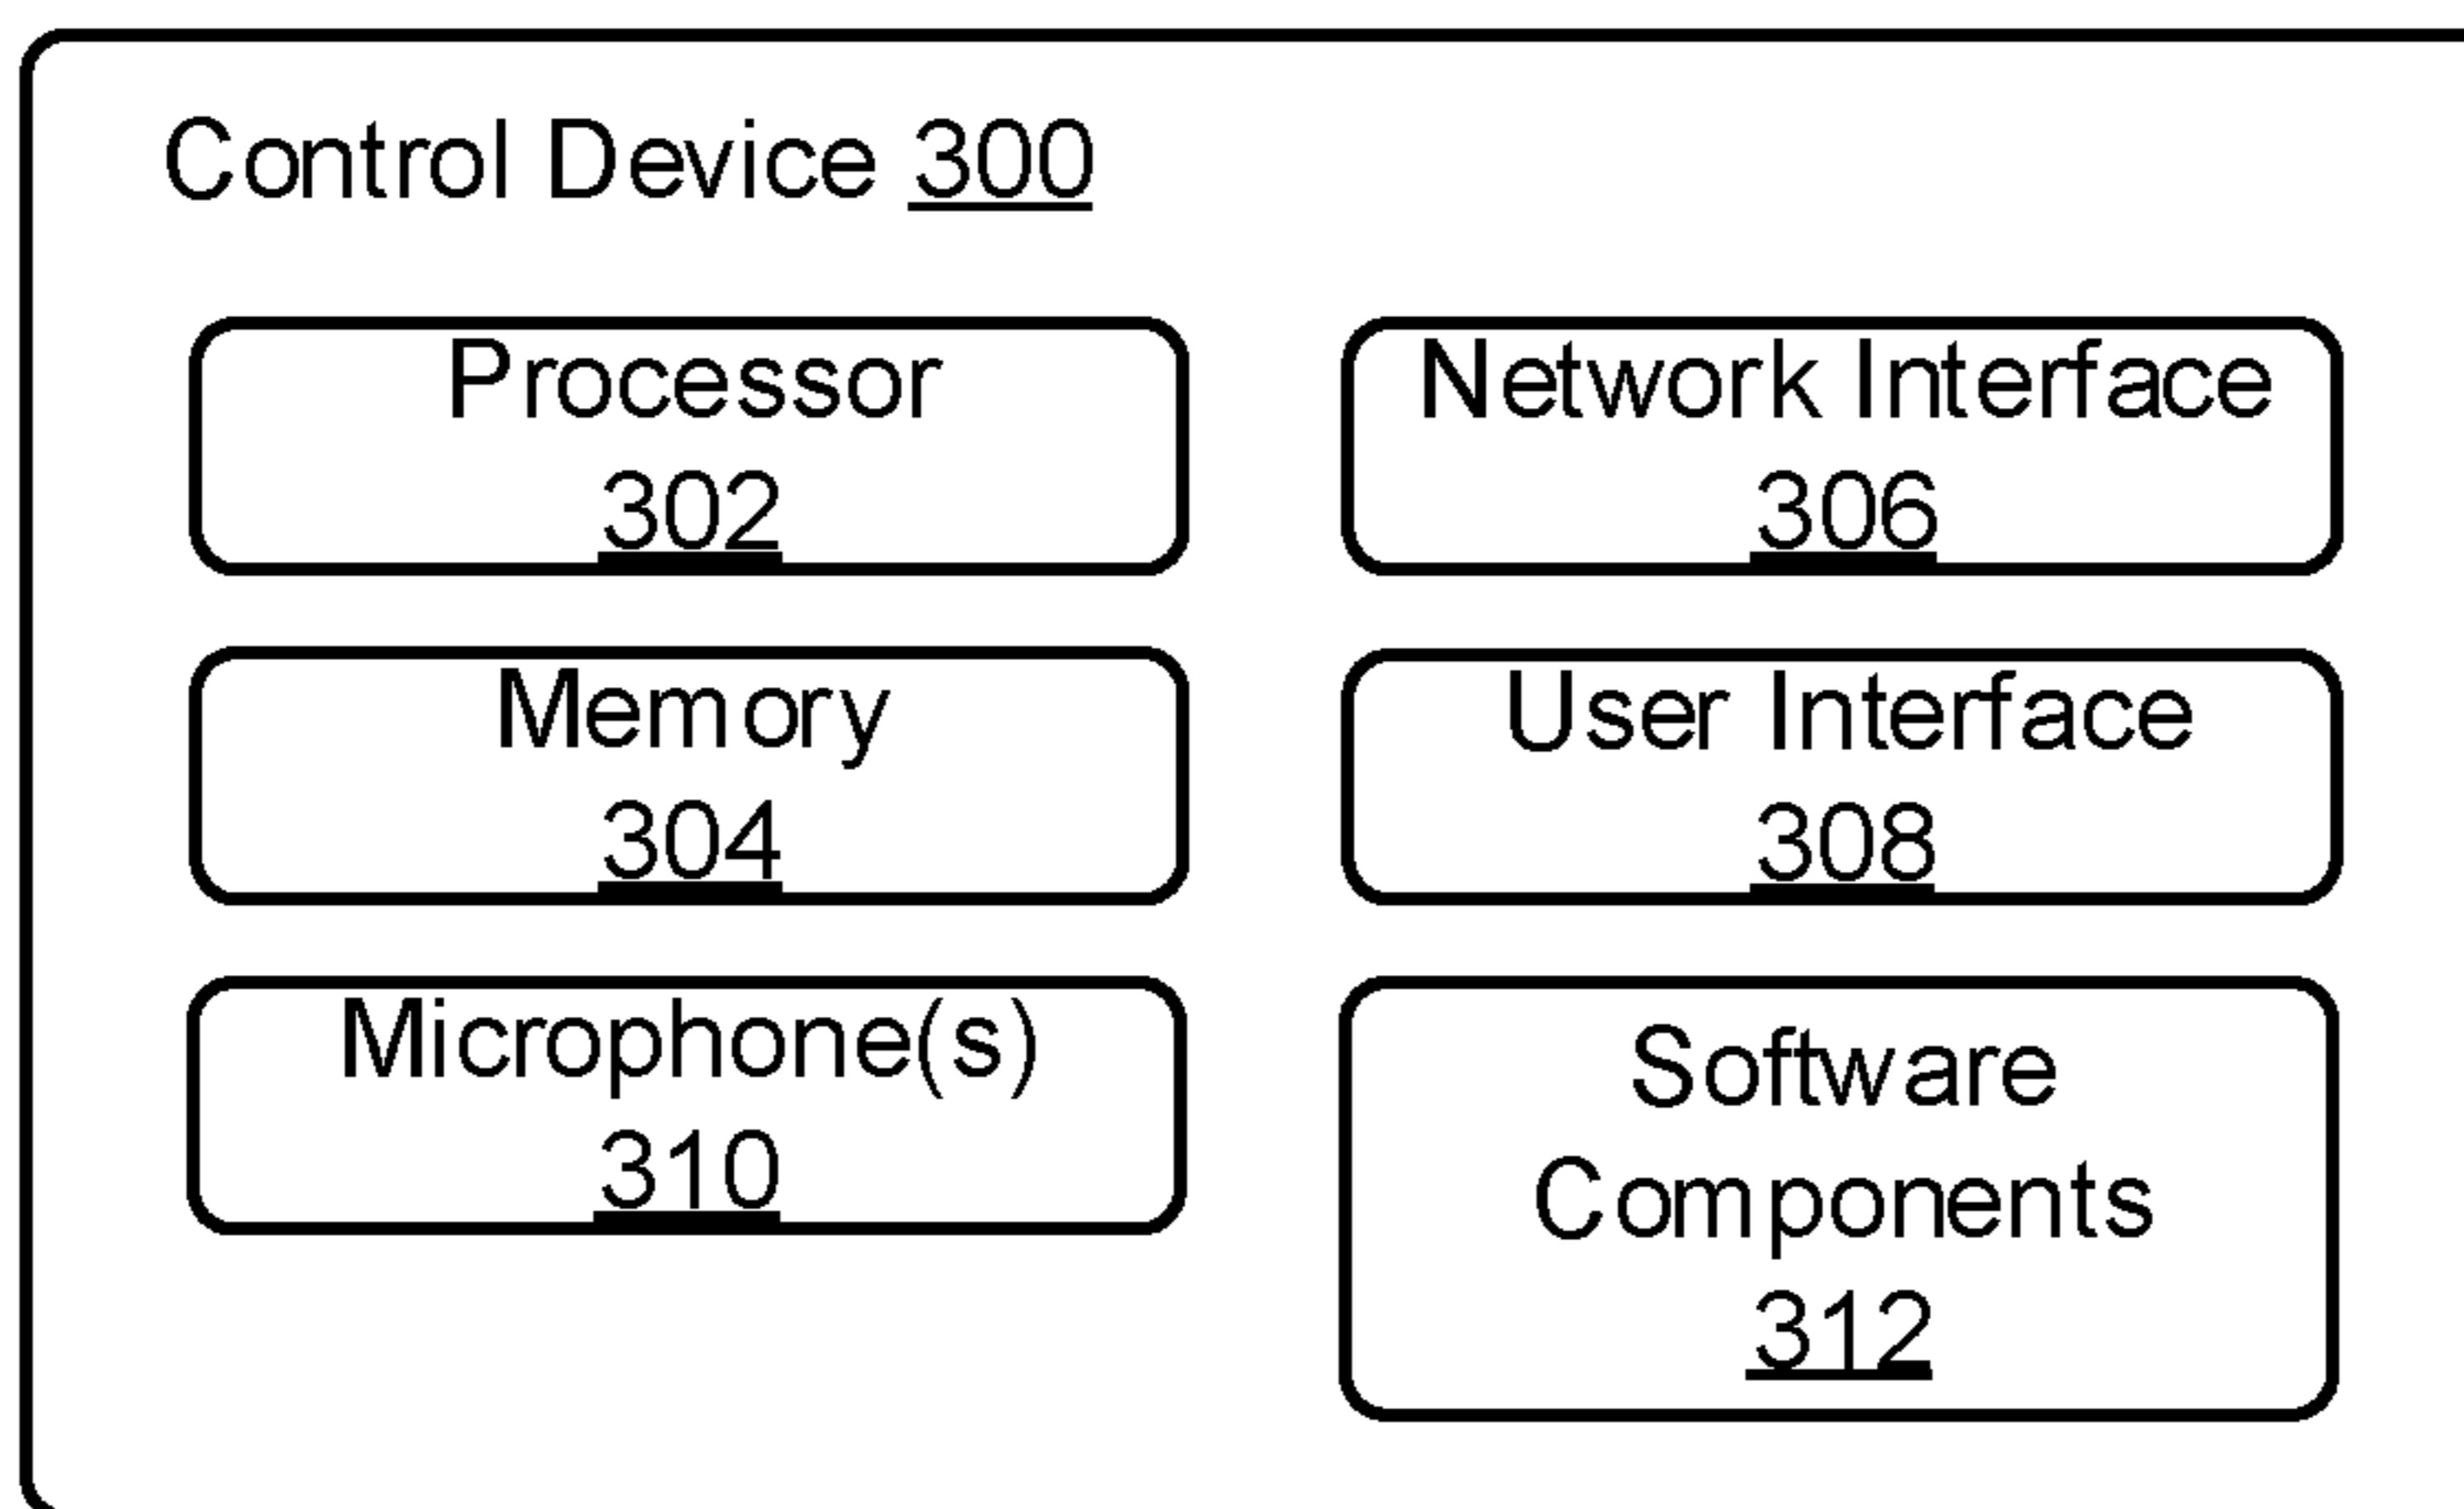 Control Device 300
Processor
302
Network Interface
306
Memory
304
User Interface
308
Microphone(s)
310
Software
Components
312